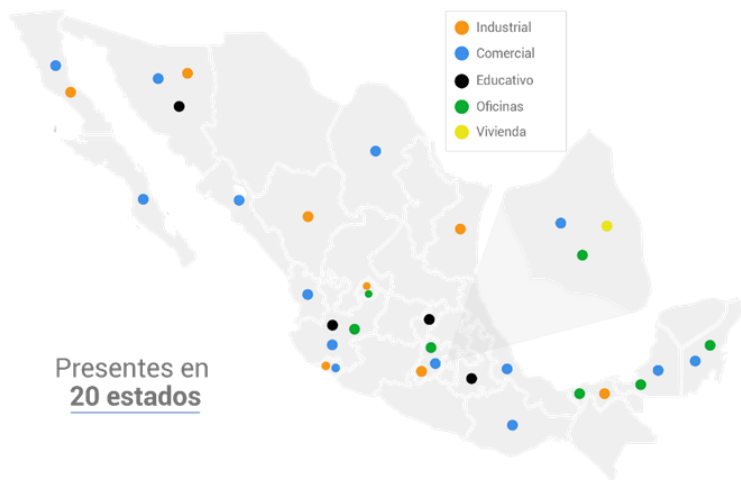 Industrial
Comercial
Educativo
Oficinas
Vivienda
Presentes en
20 estados